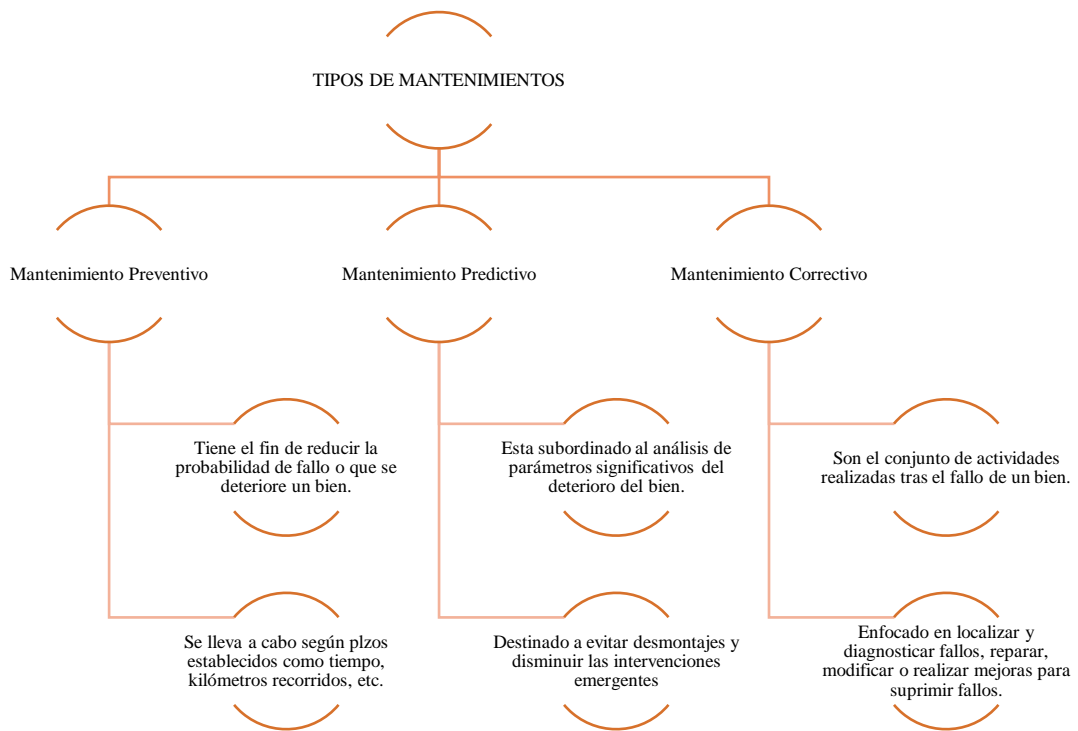 TIPOS DE MANTENIMIENTOS
Mantenimiento Preventivo
Mantenimiento Predictivo
Mantenimiento Correctivo
Tiene el fin de reducir la
probabilidad de fallo o que se
deteriore un bien.
Esta subordinado al análisis de
parámetros significativos del
deterioro del bien.
Son el conjunto de actividades
realizadas tras el fallo de un bien.
Se lleva a cabo según plzos
establecidos como tiempo,
kilómetros recorridos, etc.
Destinado a evitar desmontajes y
disminuir las intervenciones
emergentes
Enfocado en localizar y
diagnosticar fallos, reparar,
modificar o realizar mejoras para
suprimir fallos.